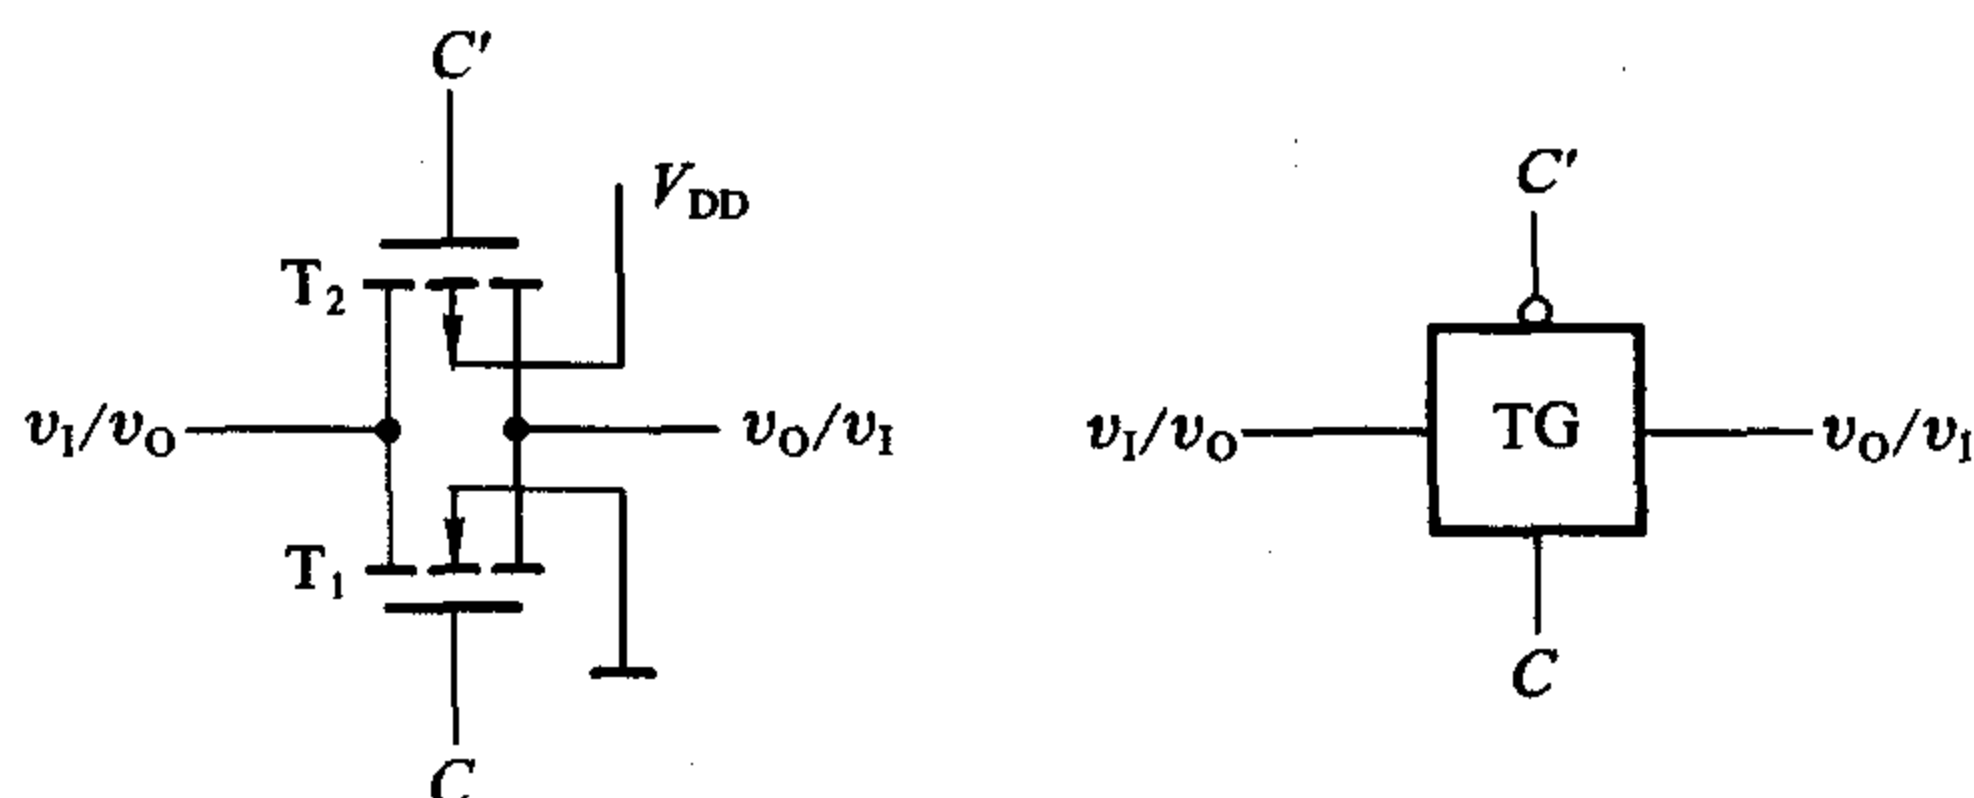 C'
V_DD
T₂
v_I/v_O
v_O/v_I
T₁
C
C'
v_I/v_O
TG
v_O/v_I
C